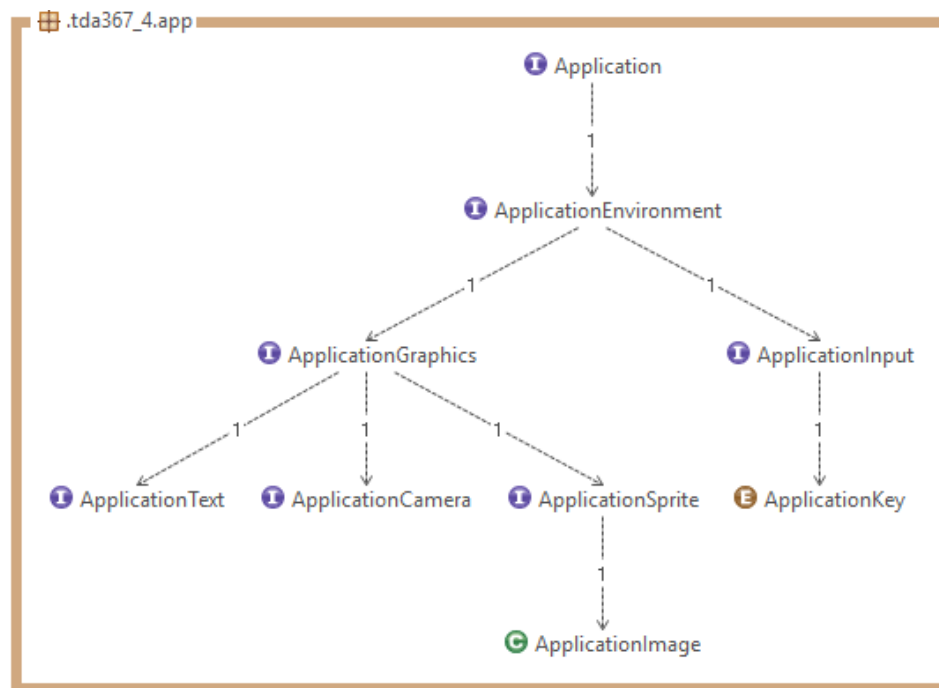 .tda367_4.app
I Application
1
I ApplicationEnvironment
1 1
I ApplicationGraphics I ApplicationInput
1 1 1 1
I ApplicationText I ApplicationCamera I ApplicationSprite E ApplicationKey
1
C ApplicationImage